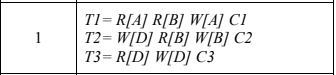 T1= R[A] R[B] W[A] C1
1 T2= W[D] R[B] W[B] C2
T3= R[D] W[D] C3